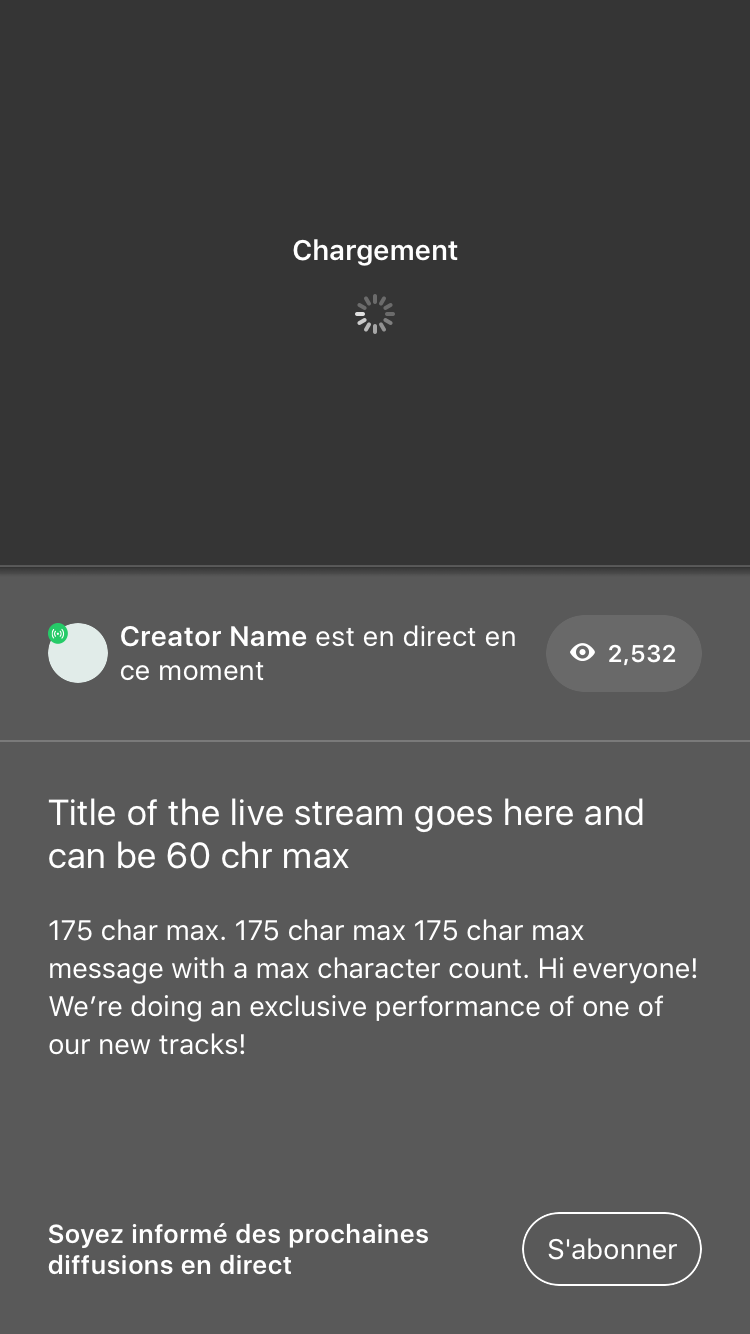 Chargement
Creator Name est en direct en
ce moment
2,532
Title of the live stream goes here and
can be 60 chr max
175 char max. 175 char max 175 char max
message with a max character count. Hi everyone!
We’re doing an exclusive performance of one of
our new tracks!
Soyez informé des prochaines
diffusions en direct
S'abonner